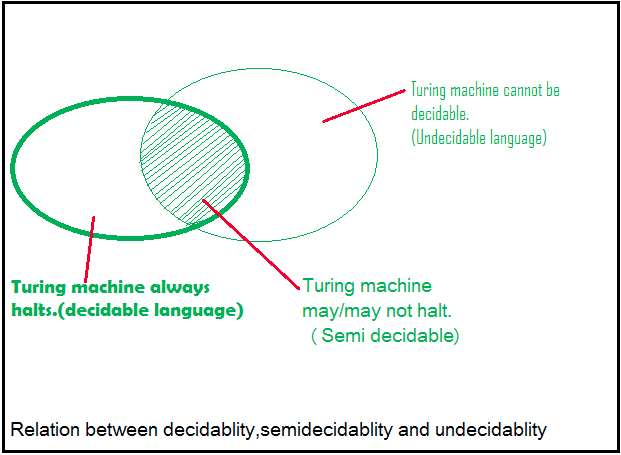 Turing machine cannot be
decidable.
(Undecidable language)
Turing machine always
halts.(decidable language)
Turing machine
may/may not halt.
( Semi decidable)
Relation between decidablity,semidecidablity and undecidablity